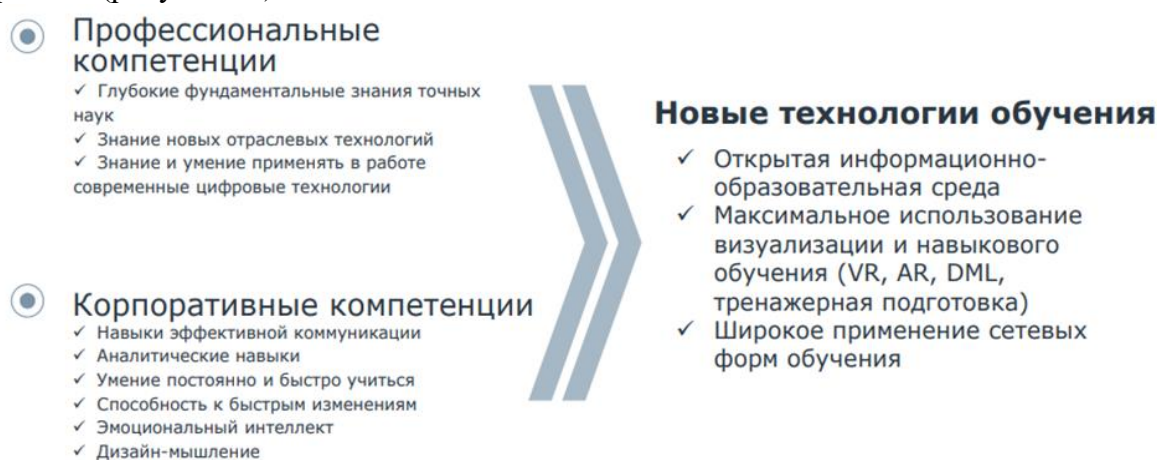 Профессиональные
компетенции
✓ Глубокие фундаментальные знания точных
наук
✓ Знание новых отраслевых технологий
✓ Знание и умение применять в работе
современные цифровые технологии
Корпоративные компетенции
✓ Навыки эффективной коммуникации
✓ Аналитические навыки
✓ Умение постоянно и быстро учиться
✓ Способность к быстрым изменениям
✓ Эмоциональный интеллект
✓ Дизайн-мышление
Новые технологии обучения
✓ Открытая информационно-
образовательная среда
✓ Максимальное использование
визуализации и навыкового
обучения (VR, AR, DML,
тренажерная подготовка)
✓ Широкое применение сетевых
форм обучения